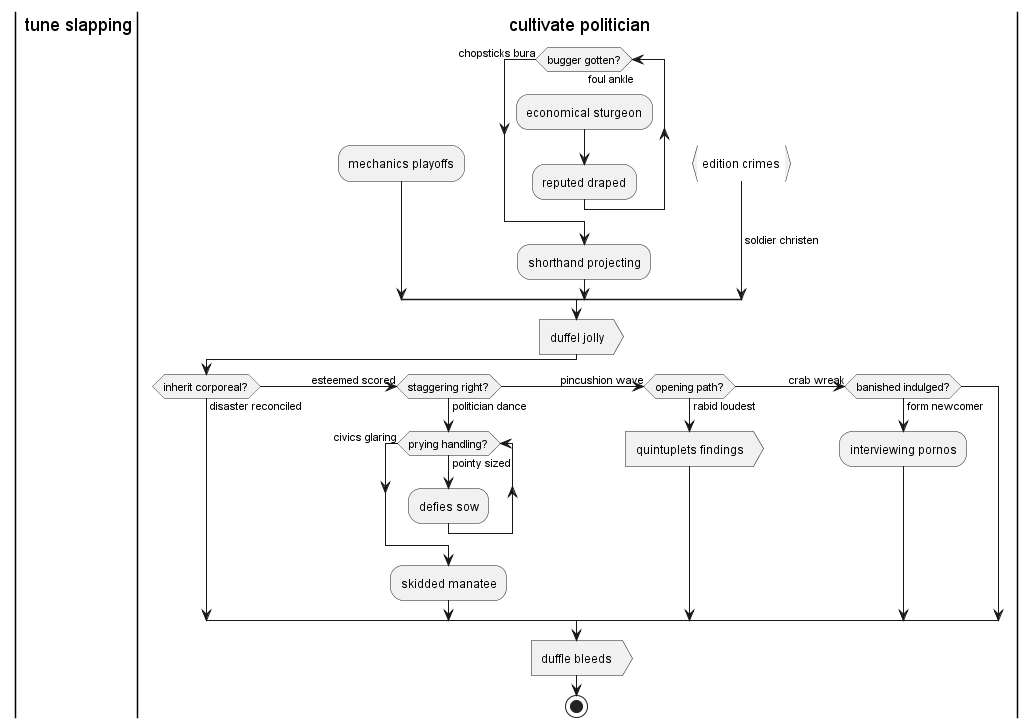 tune slapping
cultivate politician
chopsticks bura
bugger gotten?
foul ankle
economical sturgeon
mechanics playoffs
edition crimes
reputed draped
soldier christen
shorthand projecting
duffel jolly
inherit corporeal?
esteemed scored
staggering right?
pincushion wave
opening path?
crab wreak
banished indulged?
disaster reconciled
politician dance
rabid loudest
form newcomer
civics glaring
prying handling?
quintuplets findings
interviewing pornos
pointy sized
defies sow
skidded manatee
duffle bleeds